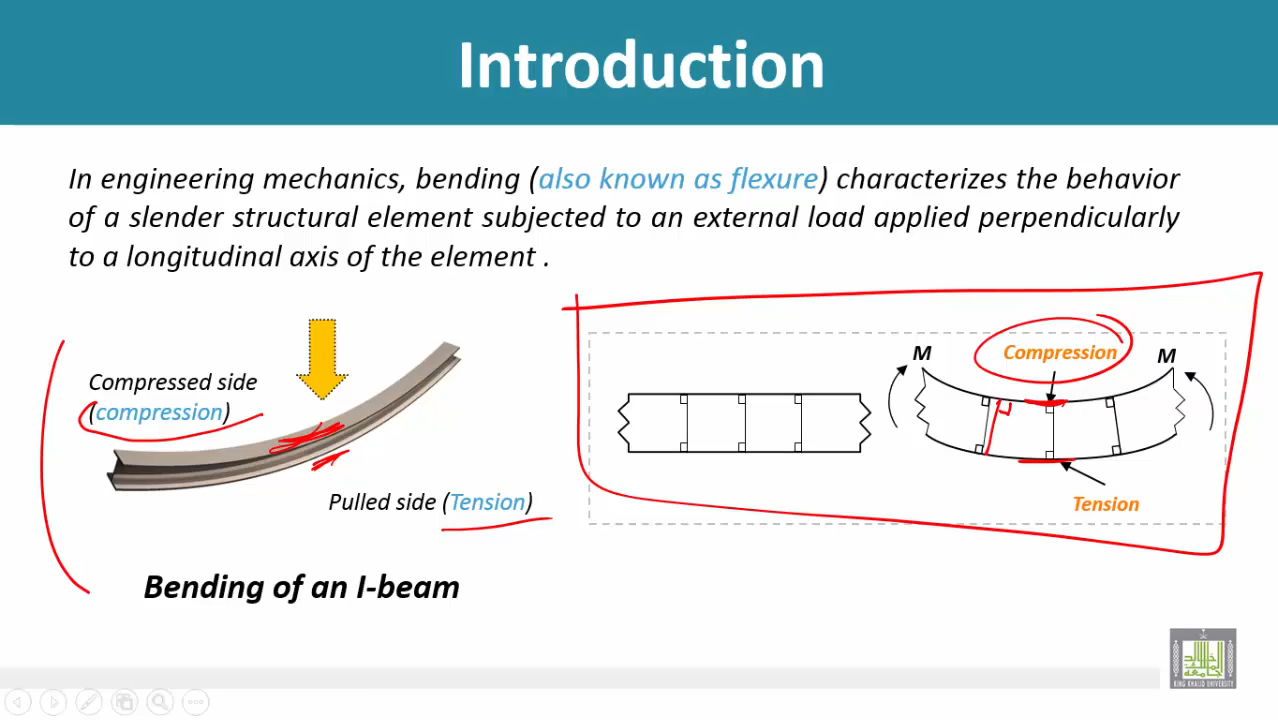 Introduction
In engineering mechanics, bending (also known as flexure) characterizes the behavior
of a slender structural element subjected to an external load applied perpendicularly
to a longitudinal axis of the element .
Compressed side
(compression)
Pulled side (Tension)
Bending of an I-beam
M
Compression
M
Tension
KING KHALID UNIVERSITY